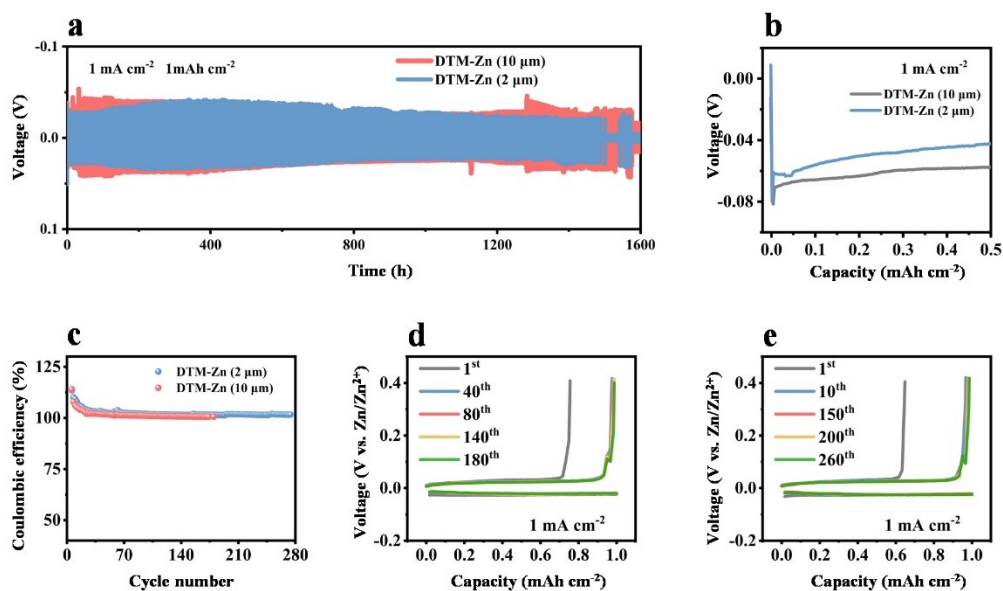 a
1 mA cm⁻² 1mAh cm⁻²
DTM-Zn (10 μm)
DTM-Zn (2 μm)
Voltage (V)
-0.1
0.0
0.1
0
400
800
1200
1600
Time (h)
b
1 mA cm⁻²
DTM-Zn (10 μm)
DTM-Zn (2 μm)
Voltage (V)
0.00
-0.04
-0.08
0.0
0.1
0.2
0.3
0.4
0.5
Capacity (mAh cm⁻²)
c
DTM-Zn (2 μm)
DTM-Zn (10 μm)
Coulombic efficiency (%)
125
100
75
50
0
70
140
210
280
Cycle number
d
1st
40th
80th
140th
180th
1 mA cm⁻²
Voltage (V vs. Zn/Zn²⁺)
0.4
0.2
0.0
-0.2
0.0
0.2
0.4
0.6
0.8
1.0
Capacity (mAh cm⁻²)
e
1st
10th
150th
200th
260th
1 mA cm⁻²
Voltage (V vs. Zn/Zn²⁺)
0.4
0.2
0.0
-0.2
0.0
0.2
0.4
0.6
0.8
1.0
Capacity (mAh cm⁻²)